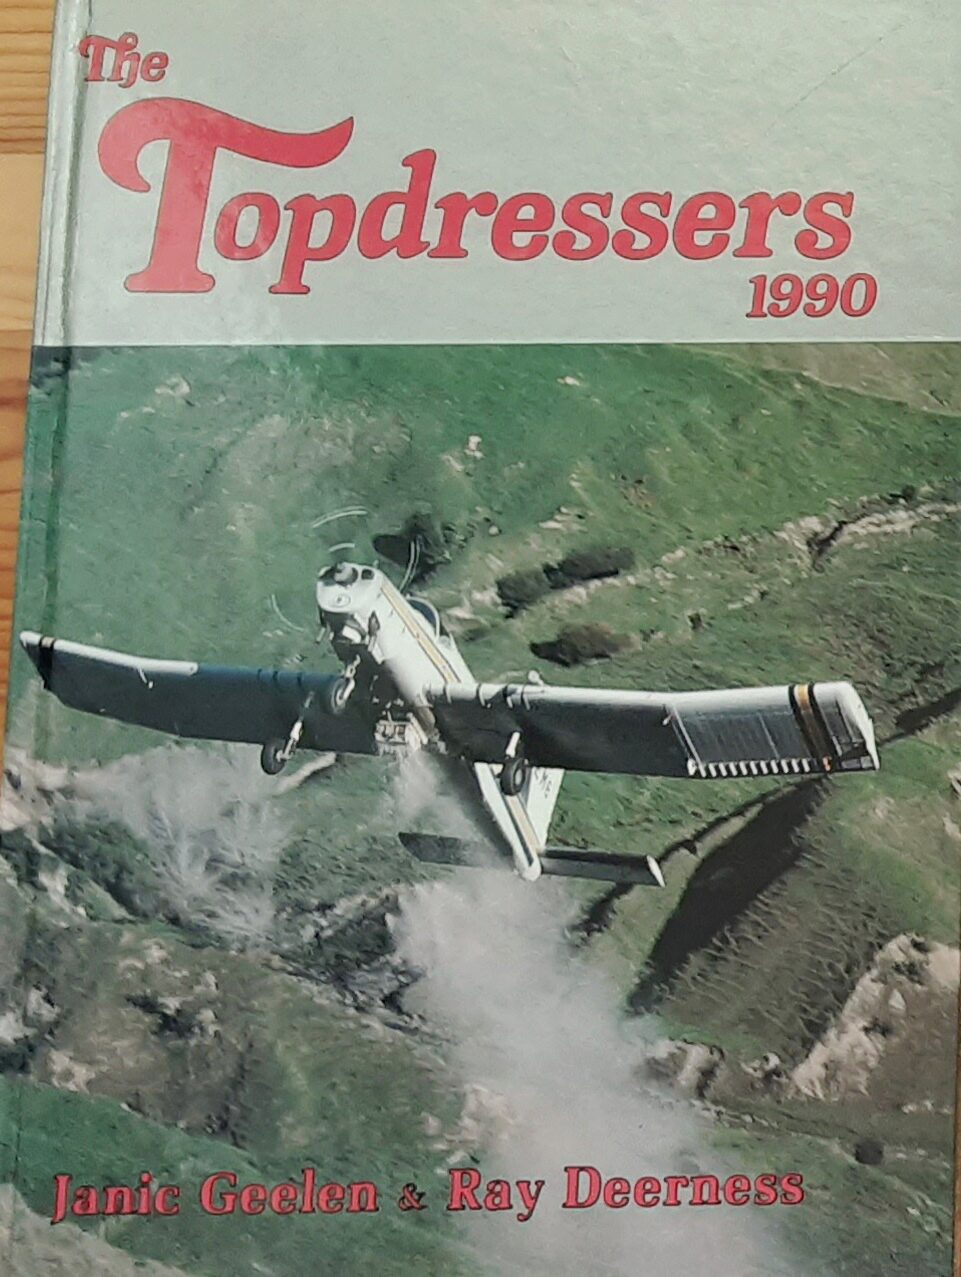 The
Topdressers
1990
Janic Geelen & Ray Deerness